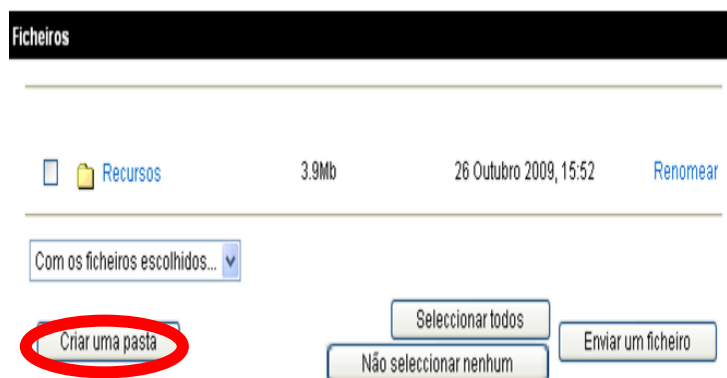 Ficheiros
Recursos 3.9Mb 26 Outubro 2009, 15:52 Renomear
Com os ficheiros escolhidos...
Seleccionar todos
Criar uma pasta Enviar um ficheiro
Não seleccionar nenhum